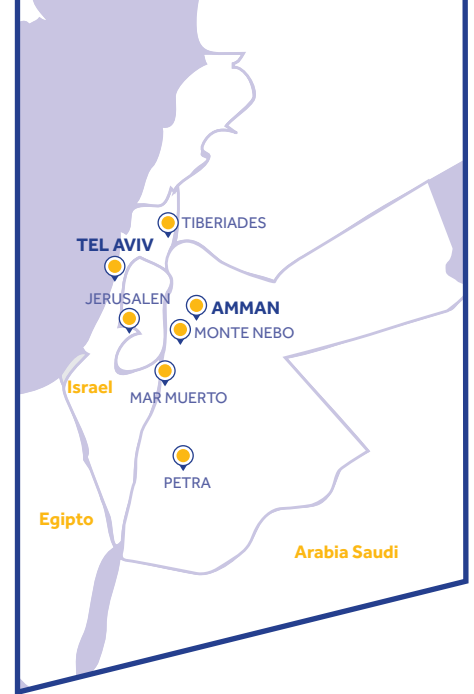 TIBERIADES
TEL AVIV
JERUSALEN
AMMAN
MONTE NEBO
Israel
MAR MUERTO
PETRA
Egipto
Arabia Saudi